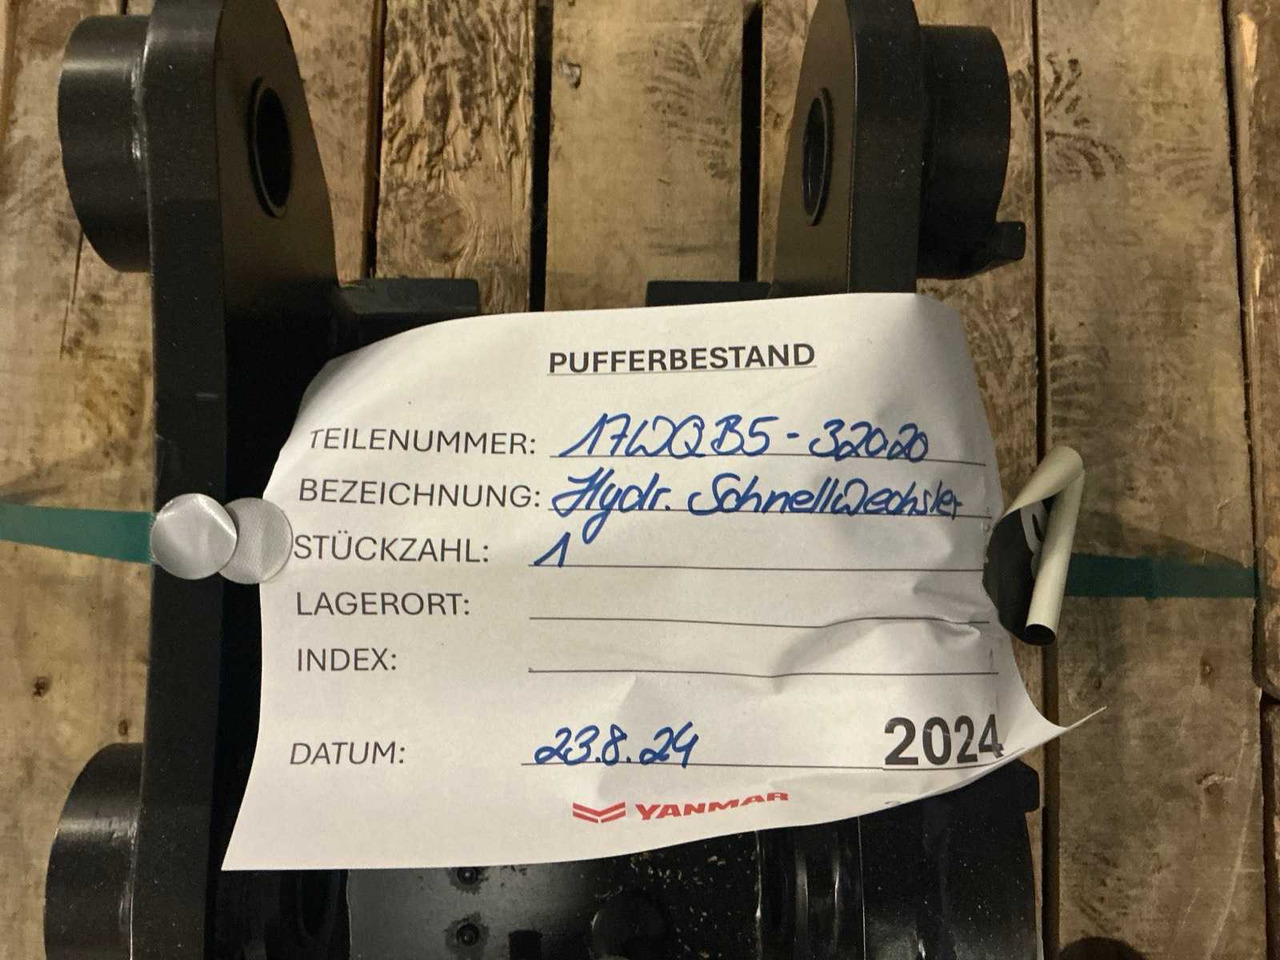 PUFFERBESTAND
TEILENUMMER: 17WQB5-32020
BEZEICHNUNG: Hydr. Schnellwechsler
STÜCKZAHL: 1
LAGERORT:
INDEX:
DATUM: 23.8.24 2024
YANMAR